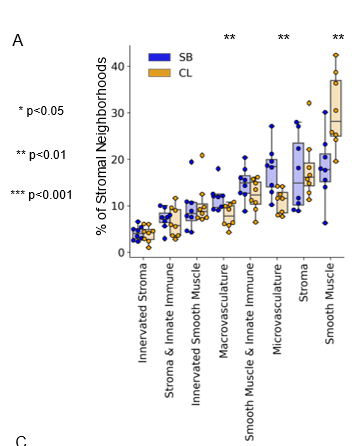 A
** ** **
SB
CL
* p<0.05
** p<0.01
*** p<0.001
% of Stromal Neighborhoods
40
30
20
10
0
Innervated Stroma
Stroma & Innate Immune
Innervated Smooth Muscle
Macrovasculature
Smooth Muscle & Innate Immune
Microvasculature
Stroma
Smooth Muscle
C